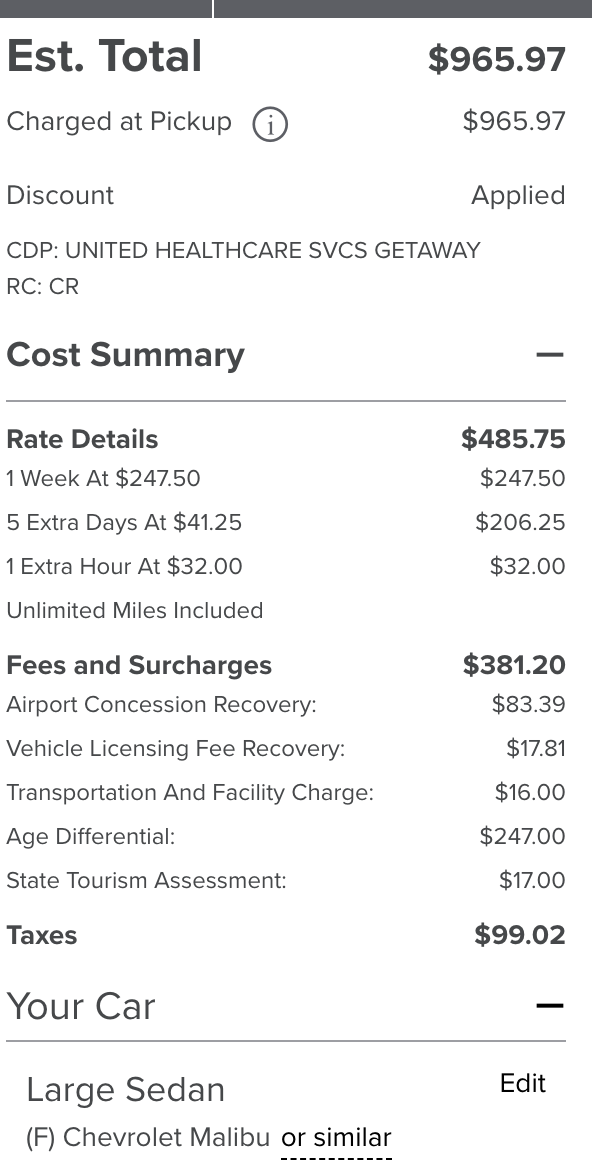 Est. Total $965.97
Charged at Pickup i $965.97
Discount Applied
CDP: UNITED HEALTHCARE SVCS GETAWAY
RC: CR
Cost Summary –
Rate Details $485.75
1 Week At $247.50 $247.50
5 Extra Days At $41.25 $206.25
1 Extra Hour At $32.00 $32.00
Unlimited Miles Included
Fees and Surcharges $381.20
Airport Concession Recovery: $83.39
Vehicle Licensing Fee Recovery: $17.81
Transportation And Facility Charge: $16.00
Age Differential: $247.00
State Tourism Assessment: $17.00
Taxes $99.02
Your Car –
Large Sedan Edit
(F) Chevrolet Malibu or similar